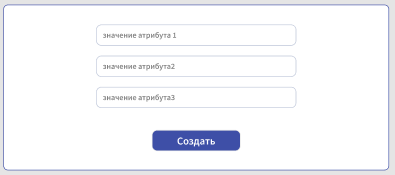 значение атрибута 1
значение атрибута2
значение атрибута3
Создать